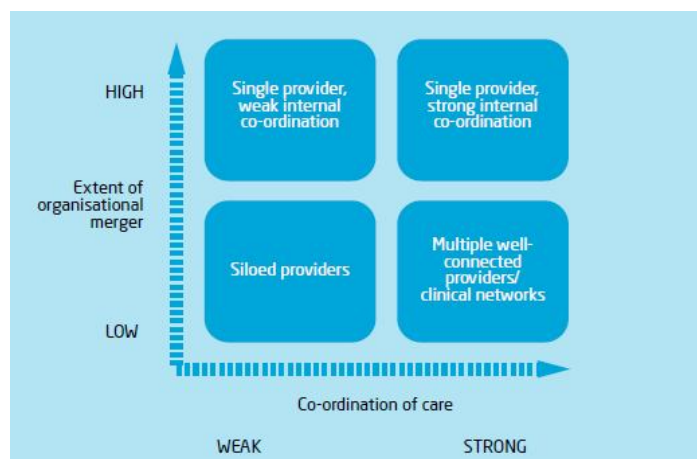 HIGH
Single provider,
weak internal
co-ordination
Single provider,
strong internal
co-ordination
Extent of
organisational
merger
Siloed providers
Multiple well-
connected
providers/
clinical networks
LOW
Co-ordination of care
WEAK
STRONG